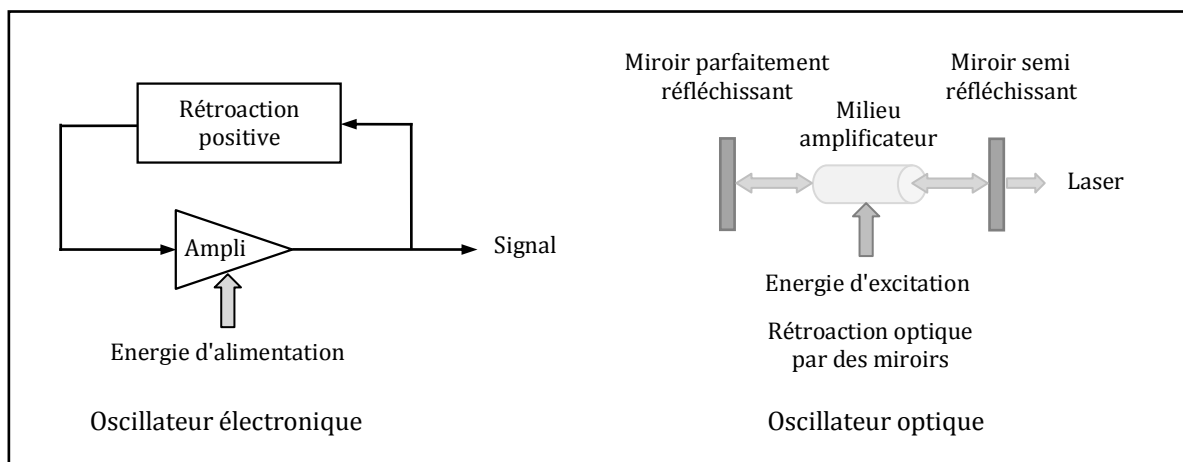 Rétroaction
positive
Ampli
Signal
Energie d'alimentation
Oscillateur électronique
Miroir parfaitement
réfléchissant
Milieu
amplificateur
Miroir semi
réfléchissant
Laser
Energie d'excitation
Rétroaction optique
par des miroirs
Oscillateur optique